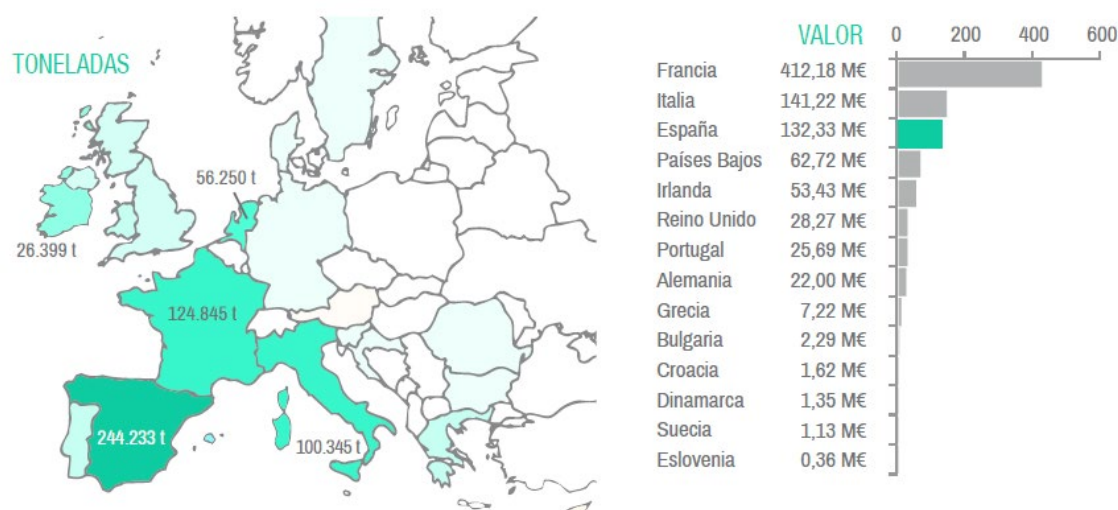 TONELADAS
56.250 t
26.399 t
124.845 t
244.233 t
100.345 t
VALOR
0 200 400 600
Francia 412,18 M€
Italia 141,22 M€
España 132,33 M€
Países Bajos 62,72 M€
Irlanda 53,43 M€
Reino Unido 28,27 M€
Portugal 25,69 M€
Alemania 22,00 M€
Grecia 7,22 M€
Bulgaria 2,29 M€
Croacia 1,62 M€
Dinamarca 1,35 M€
Suecia 1,13 M€
Eslovenia 0,36 M€